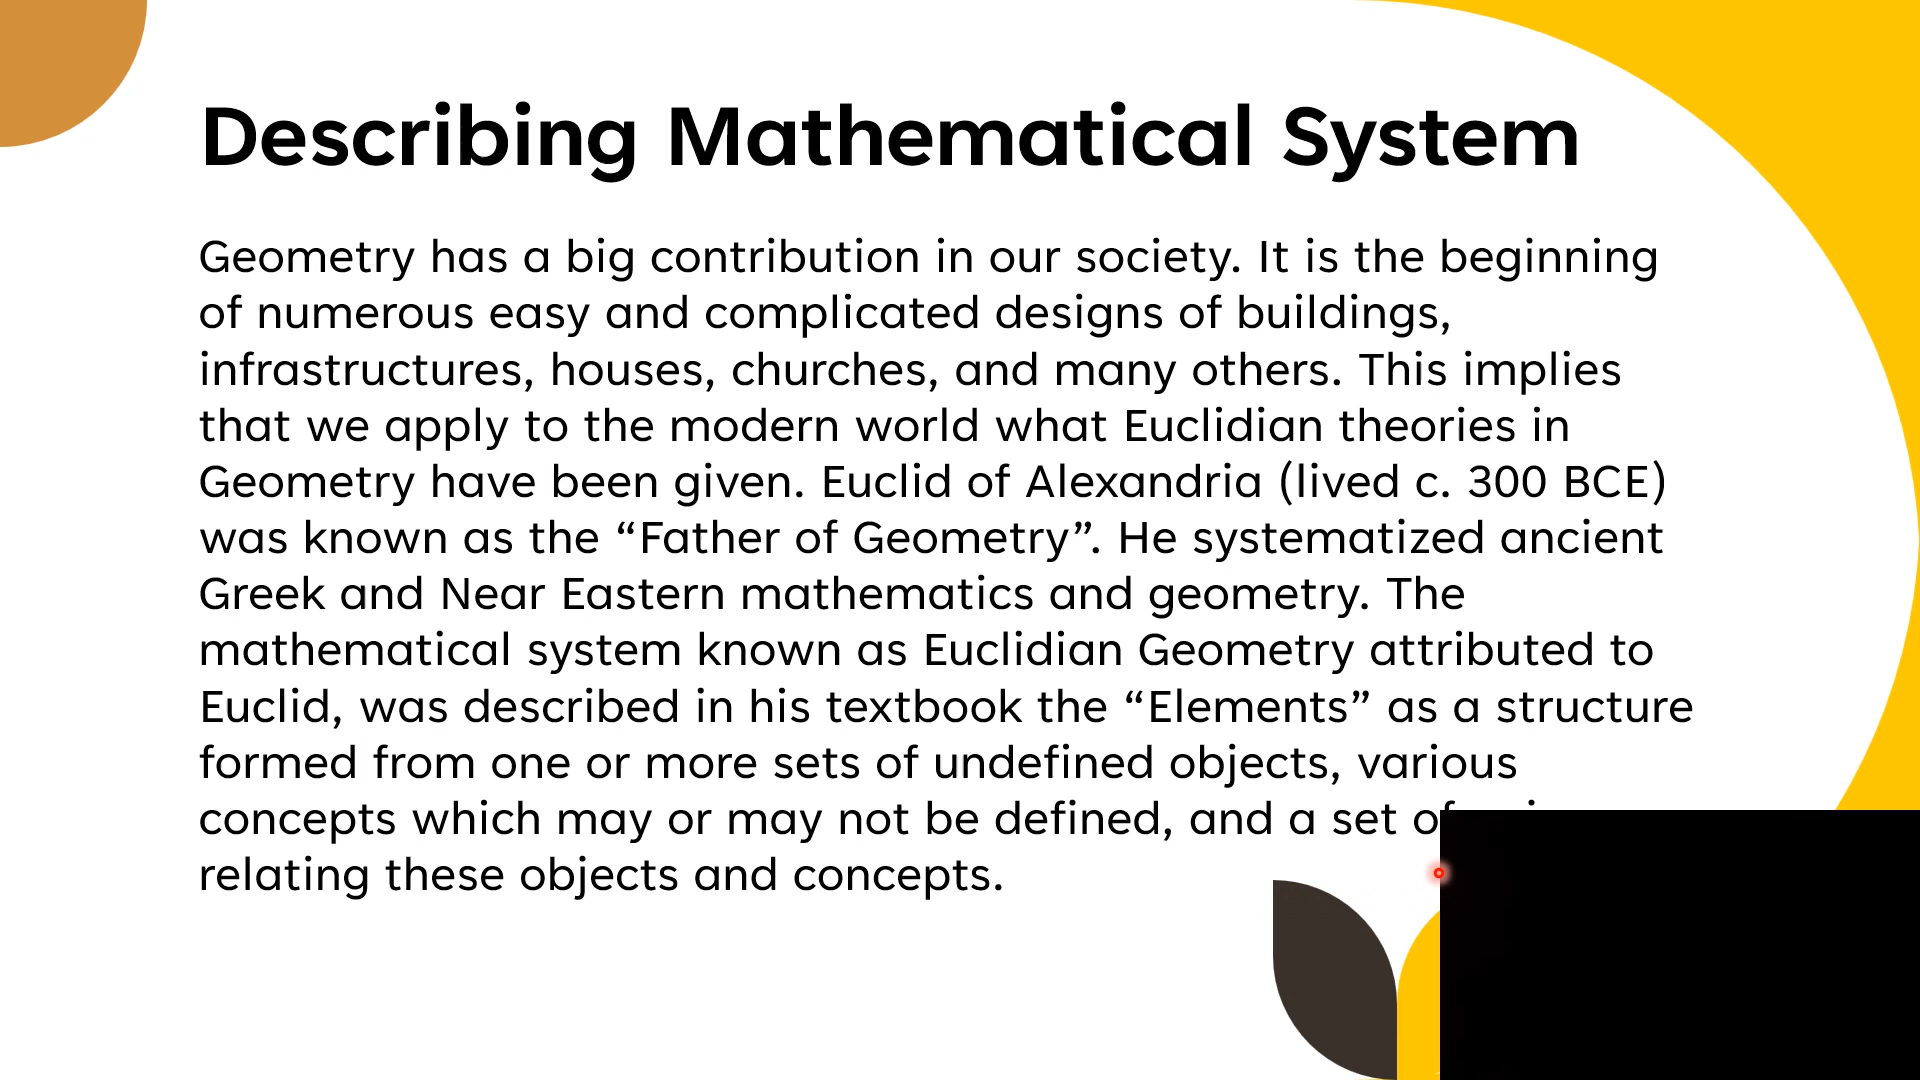 Describing Mathematical System
Geometry has a big contribution in our society. It is the beginning
of numerous easy and complicated designs of buildings,
infrastructures, houses, churches, and many others. This implies
that we apply to the modern world what Euclidian theories in
Geometry have been given. Euclid of Alexandria (lived c. 300 BCE)
was known as the “Father of Geometry”. He systematized ancient
Greek and Near Eastern mathematics and geometry. The
mathematical system known as Euclidian Geometry attributed to
Euclid, was described in his textbook the “Elements” as a structure
formed from one or more sets of undefined objects, various
concepts which may or may not be defined, and a set of
relating these objects and concepts.